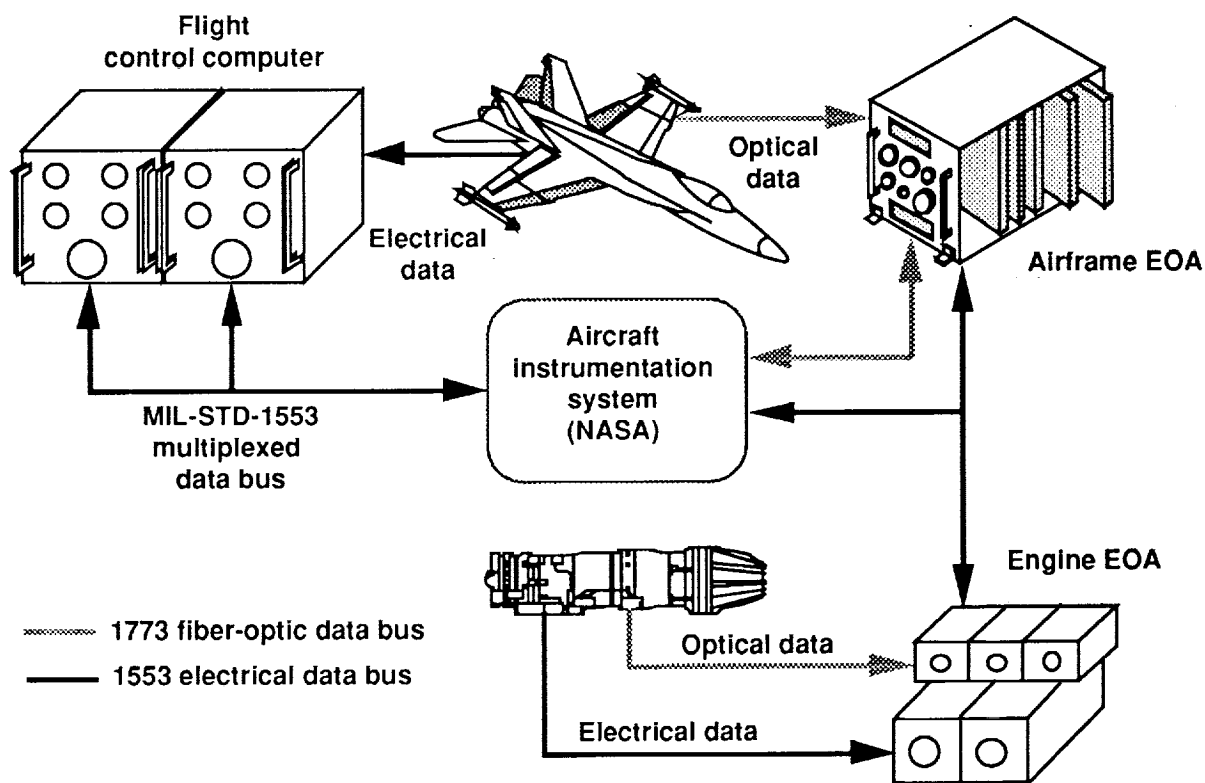 Flight
control computer
Optical
data
Electrical
data
Airframe EOA
Aircraft
instrumentation
system
(NASA)
MIL-STD-1553
multiplexed
data bus
Engine EOA
1773 fiber-optic data bus
Optical data
1553 electrical data bus
Electrical data